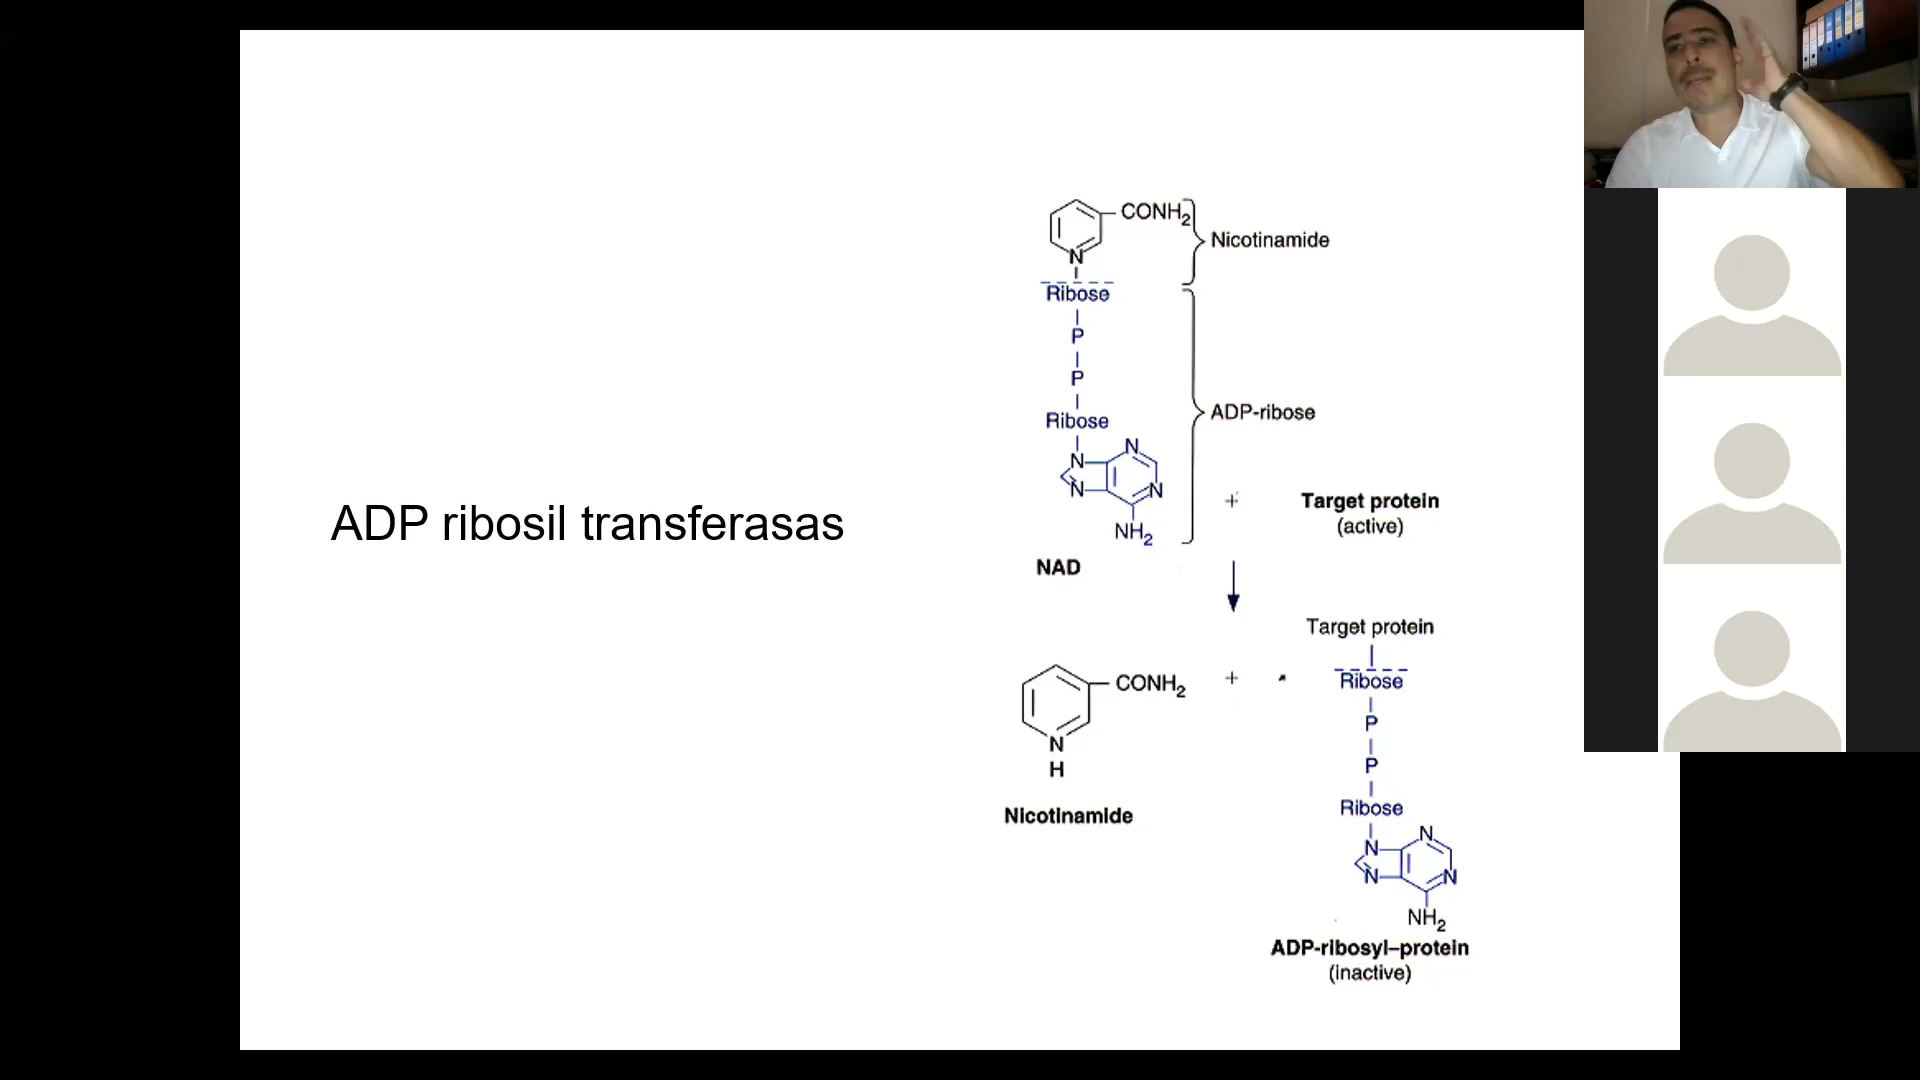 ADP ribosil transferasas
CONH2
Nicotinamide
N
Ribose
P
P
Ribose
ADP-ribose
N
N
N
N
NH2
NAD
+
Target protein
(active)
Target protein
CONH2
N
H
Nicotinamide
+
Ribose
P
P
Ribose
N
N
N
N
NH2
ADP-ribosyl–protein
(inactive)